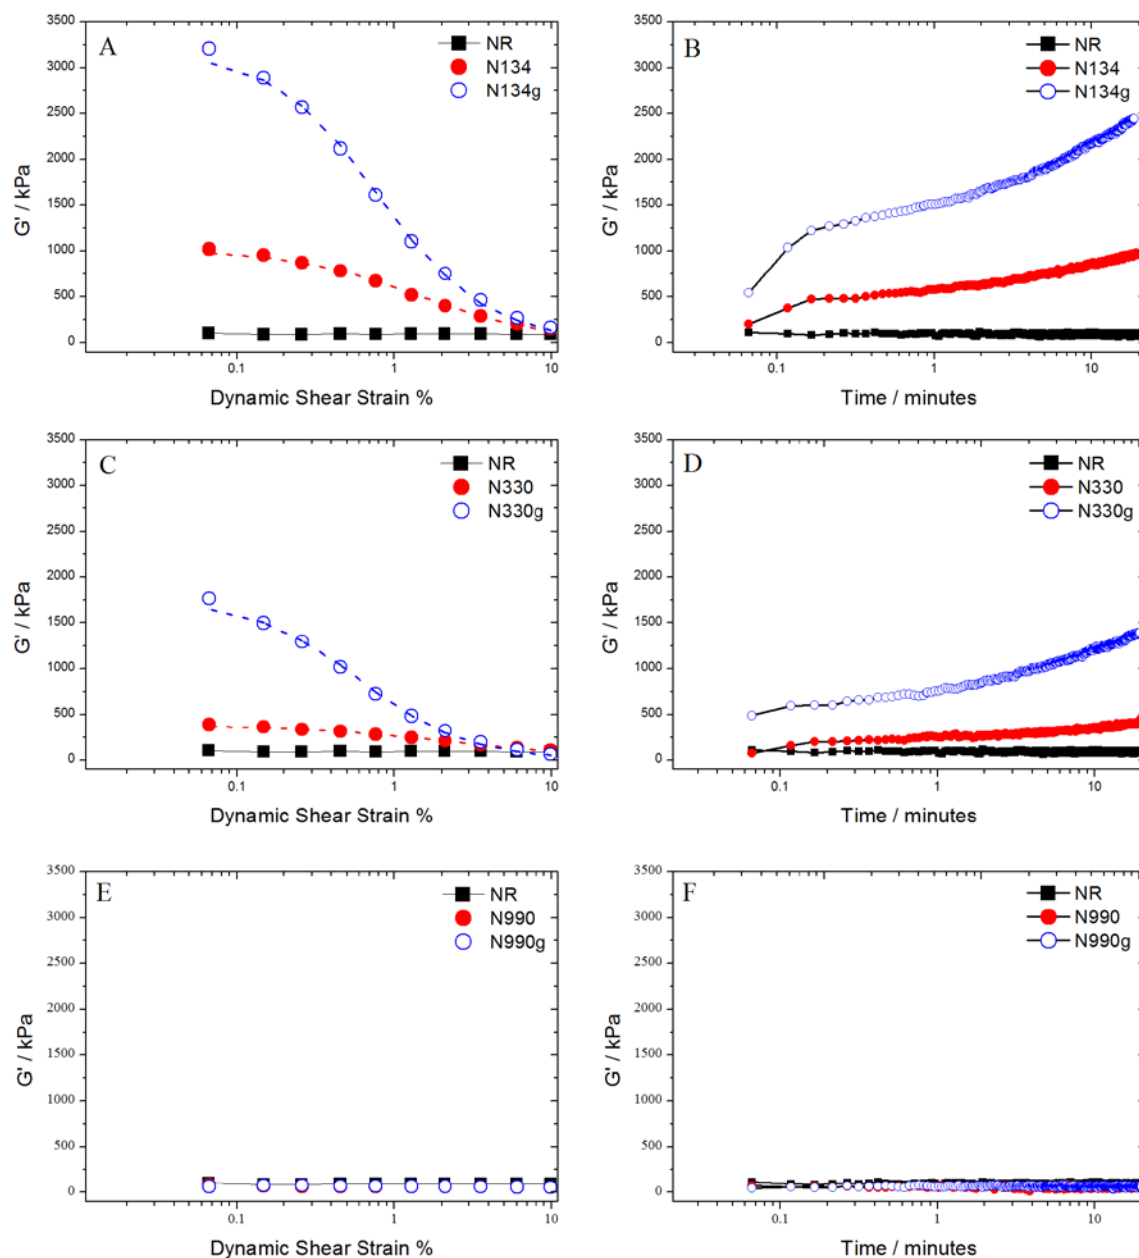 A
NR
N134
N134g
3500
3000
2500
2000
1500
1000
500
0
G' / kPa
0.1 1 10
Dynamic Shear Strain %
B
NR
N134
N134g
3500
3000
2500
2000
1500
1000
500
0
G' / kPa
0.1 1 10
Time / minutes
C
NR
N330
N330g
3500
3000
2500
2000
1500
1000
500
0
G' / kPa
0.1 1 10
Dynamic Shear Strain %
D
NR
N330
N330g
3500
3000
2500
2000
1500
1000
500
0
G' / kPa
0.1 1 10
Time / minutes
E
NR
N990
N990g
3500
3000
2500
2000
1500
1000
500
0
G' / kPa
0.1 1 10
Dynamic Shear Strain %
F
NR
N990
N990g
3500
3000
2500
2000
1500
1000
500
0
G' / kPa
0.1 1 10
Time / minutes